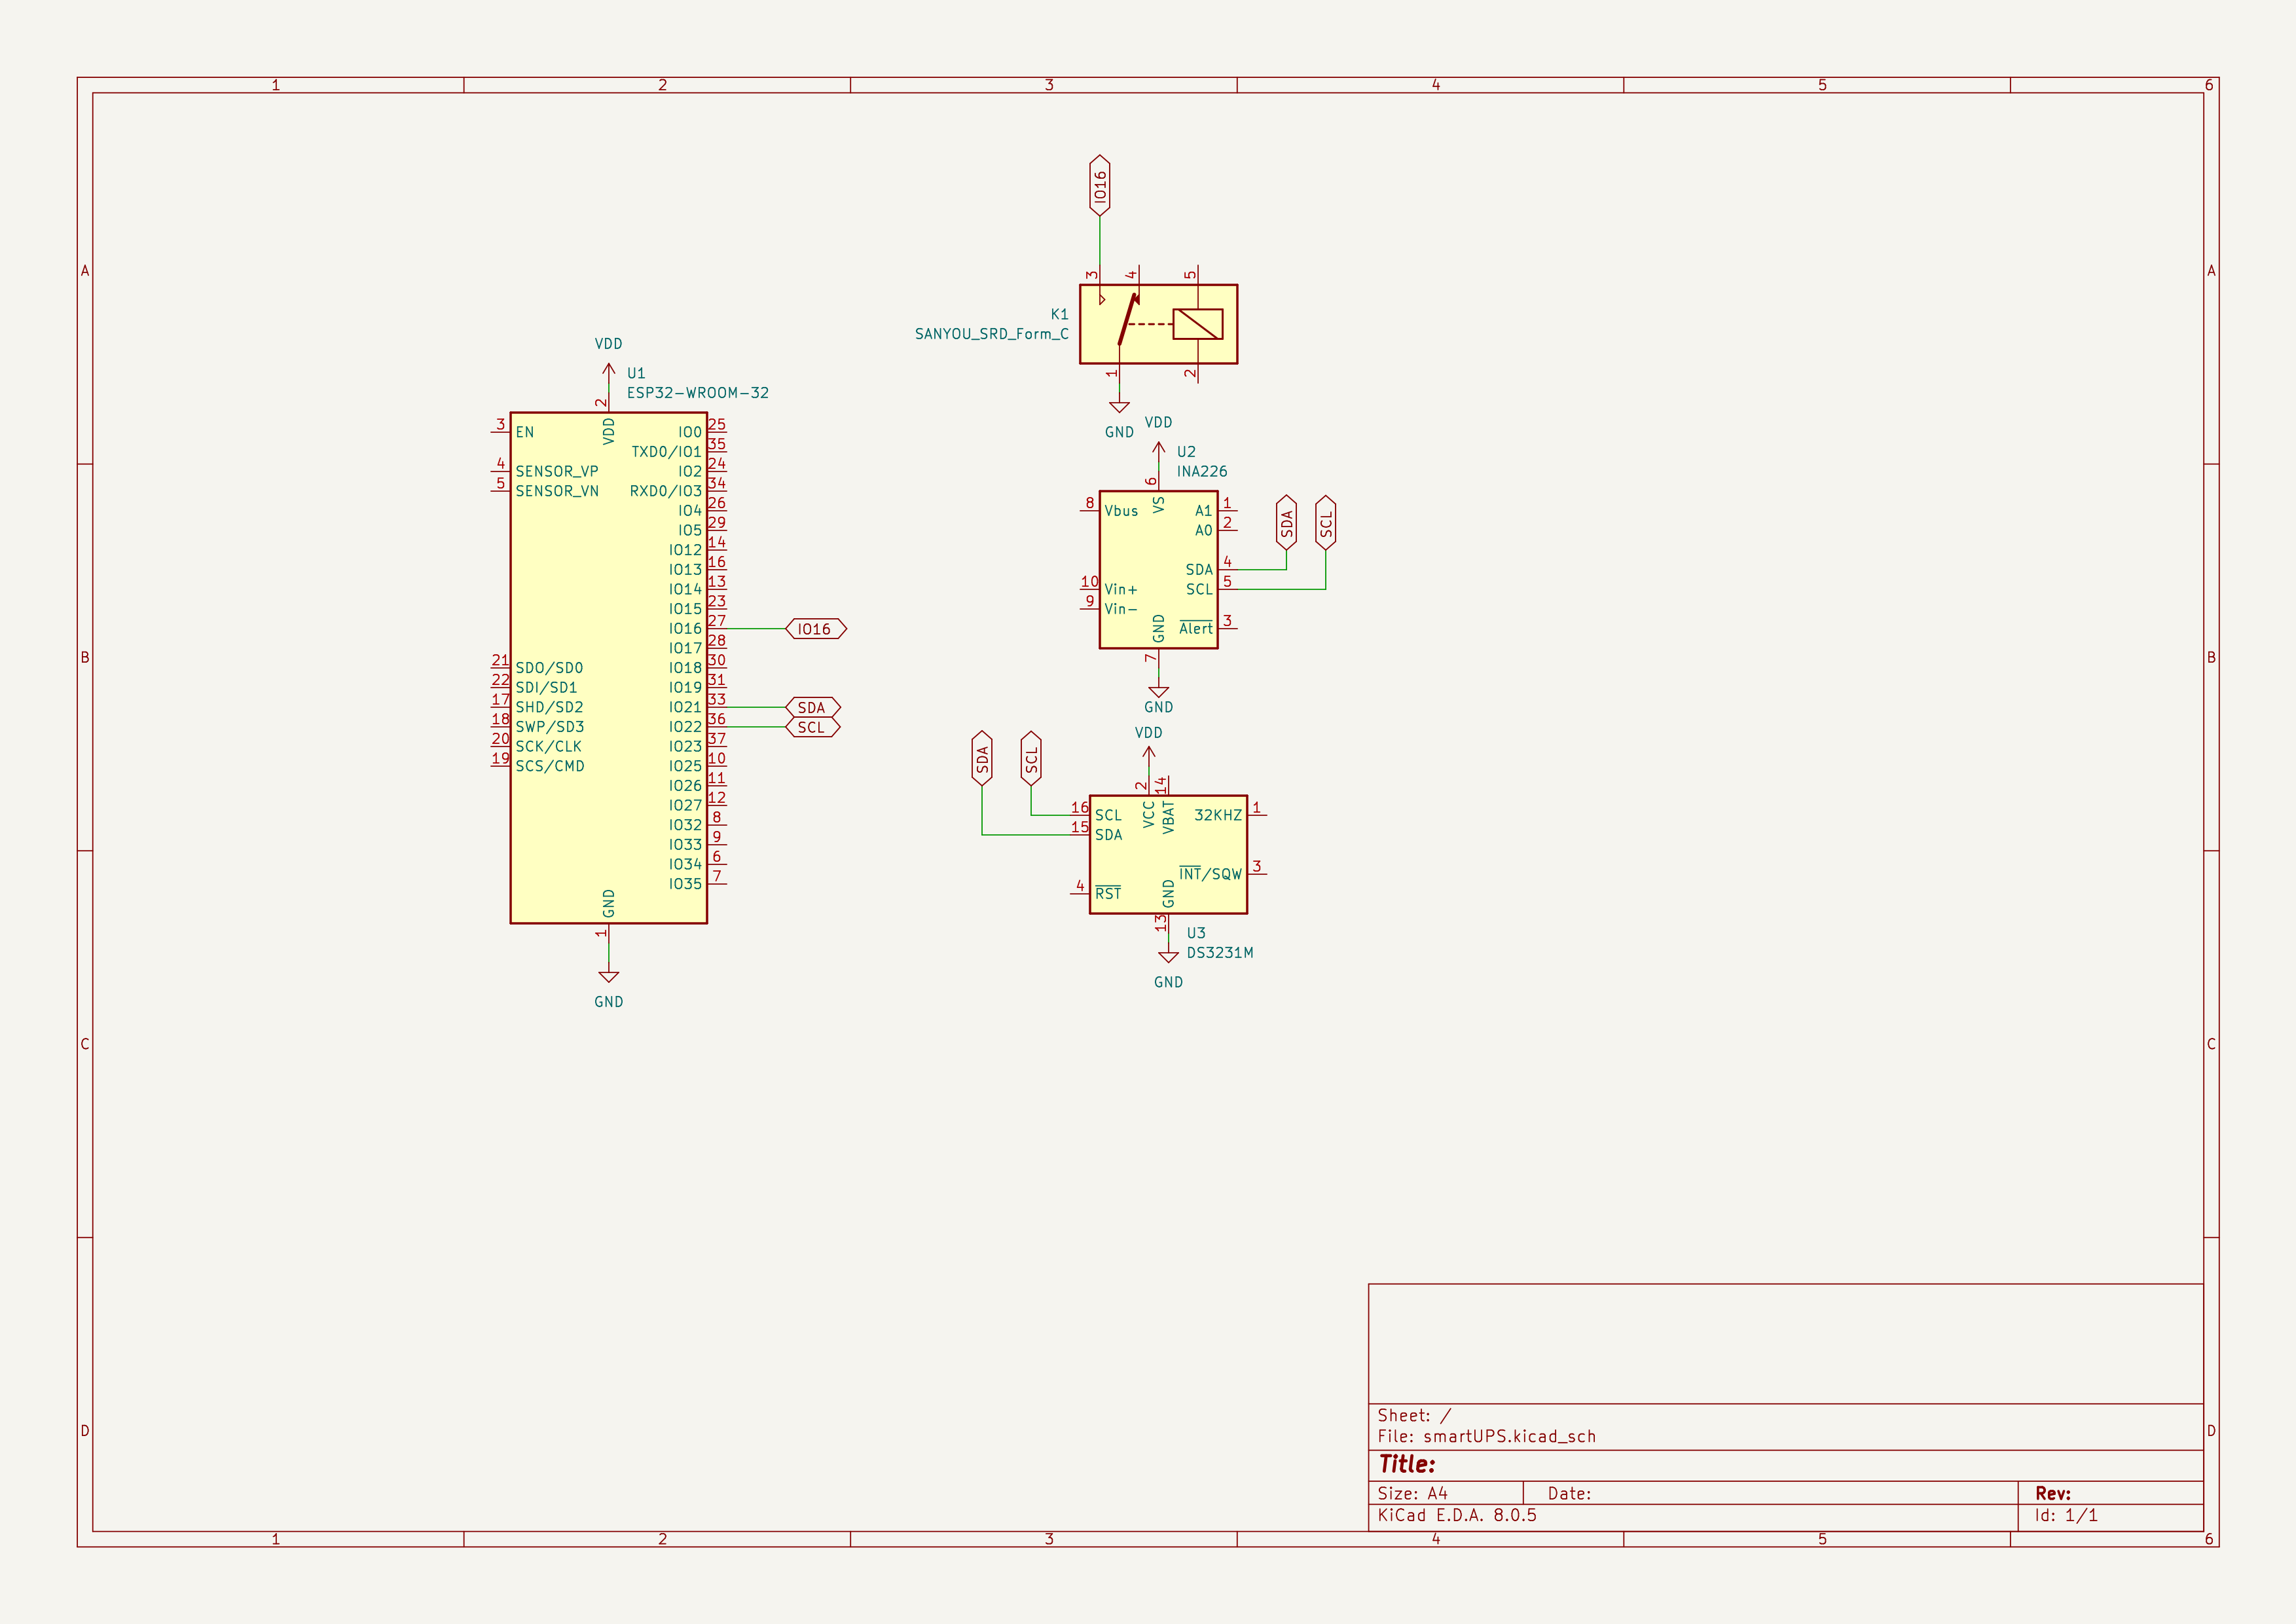 1 2 3 4 5 6
A
B
C
D
A
B
C
D
IO16
3 4 5
K1
SANYOU_SRD_Form_C
1 2
GND
VDD
U1
ESP32-WROOM-32
2
VDD
3 EN
4 SENSOR_VP
5 SENSOR_VN
21 SDO/SD0
22 SDI/SD1
17 SHD/SD2
18 SWP/SD3
20 SCK/CLK
19 SCS/CMD
IO0 25
TXD0/IO1 35
IO2 24
RXD0/IO3 34
IO4 26
IO5 29
IO12 14
IO13 16
IO14 13
IO15 23
IO16 27 IO16
IO17 28
IO18 30
IO19 31
IO21 33 SDA
IO22 36 SCL
IO23 37
IO25 10
IO26 11
IO27 12
IO32 8
IO33 9
IO34 6
IO35 7
GND
1
GND
VDD
U2
INA226
6
VS
8 Vbus
10 Vin+
9 Vin-
A1 1
A0 2
SDA 4
SCL 5
Alert 3
SDA
SCL
GND
7
GND
VDD
SDA
SCL
2 14
VCC VBAT
16 SCL
15 SDA
4 RST
32KHZ 1
INT/SQW 3
GND
13
U3
DS3231M
GND
Sheet: /
File: smartUPS.kicad_sch
Title:
Size: A4 Date: Rev:
KiCad E.D.A. 8.0.5 Id: 1/1
1 2 3 4 5 6